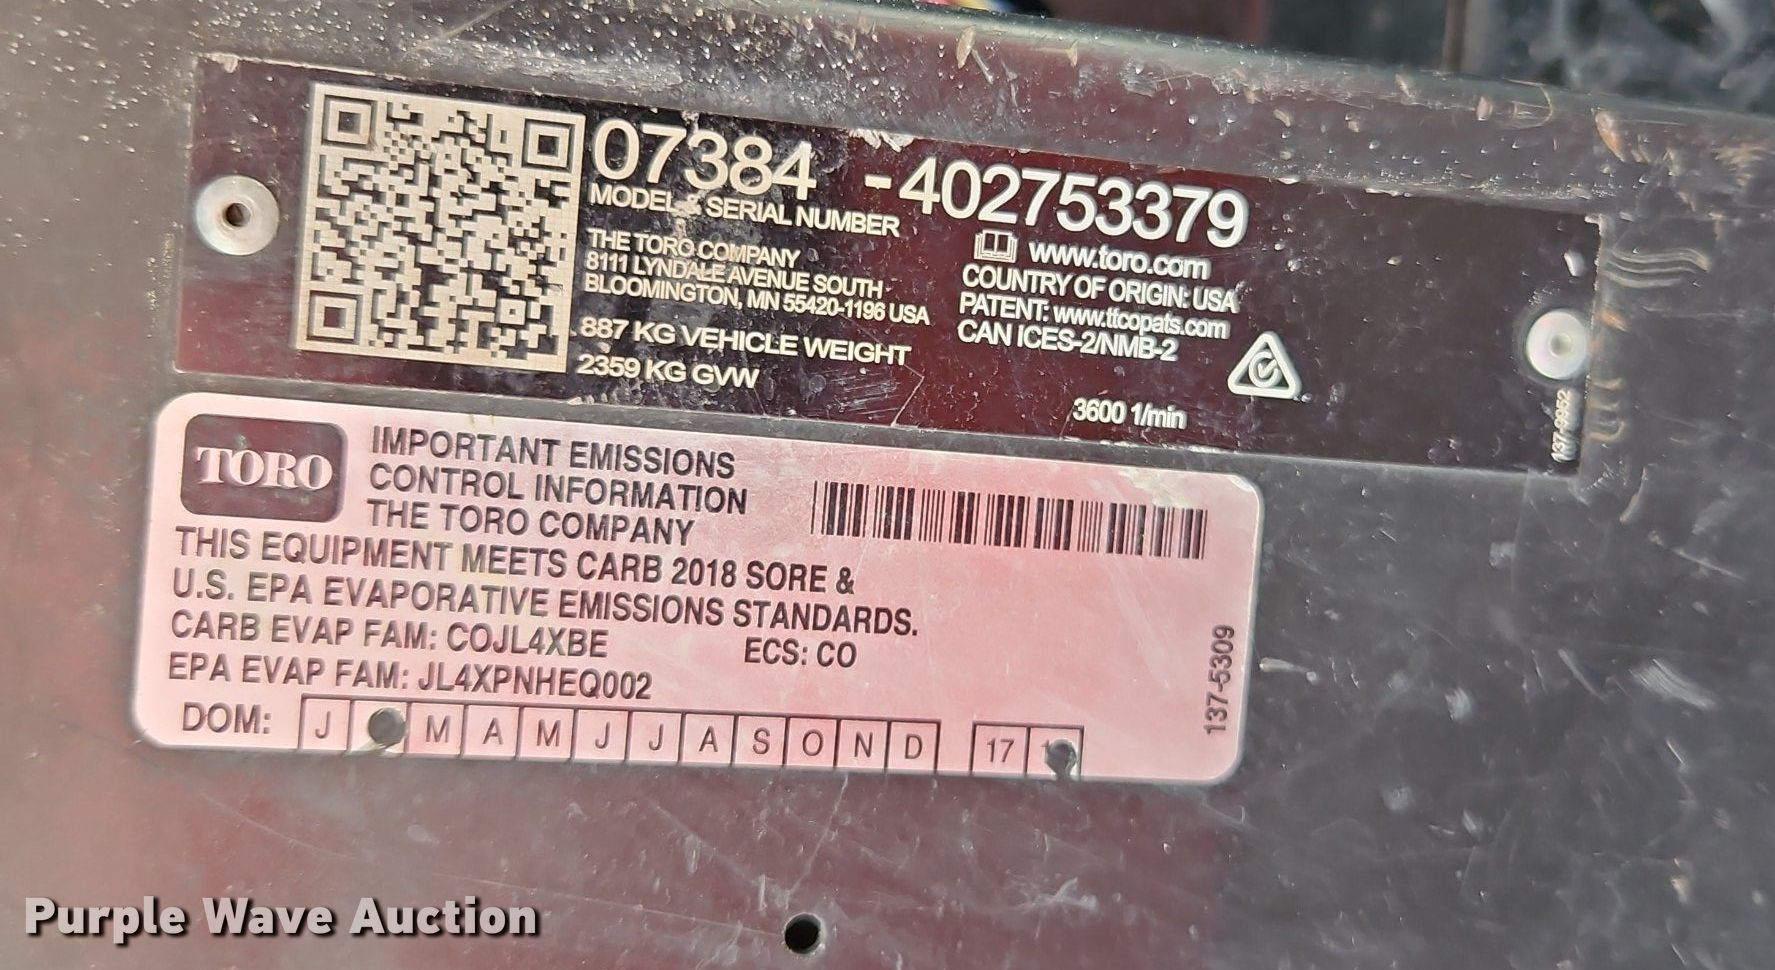 07384 -402753379
MODEL & SERIAL NUMBER
THE TORO COMPANY
8111 LYNDALE AVENUE SOUTH
BLOOMINGTON, MN 55420-1196 USA
887 KG VEHICLE WEIGHT
2359 KG GVW
www.toro.com
COUNTRY OF ORIGIN: USA
PATENT: www.ttcopats.com
CAN ICES-2/NMB-2
3600 1/min
137-9952
TORO
IMPORTANT EMISSIONS
CONTROL INFORMATION
THE TORO COMPANY
THIS EQUIPMENT MEETS CARB 2018 SORE &
U.S. EPA EVAPORATIVE EMISSIONS STANDARDS.
CARB EVAP FAM: COJL4XBE ECS: CO
EPA EVAP FAM: JL4XPNHEQ002
DOM: J M A M J J A S O N D 17
137-5309
Purple Wave Auction